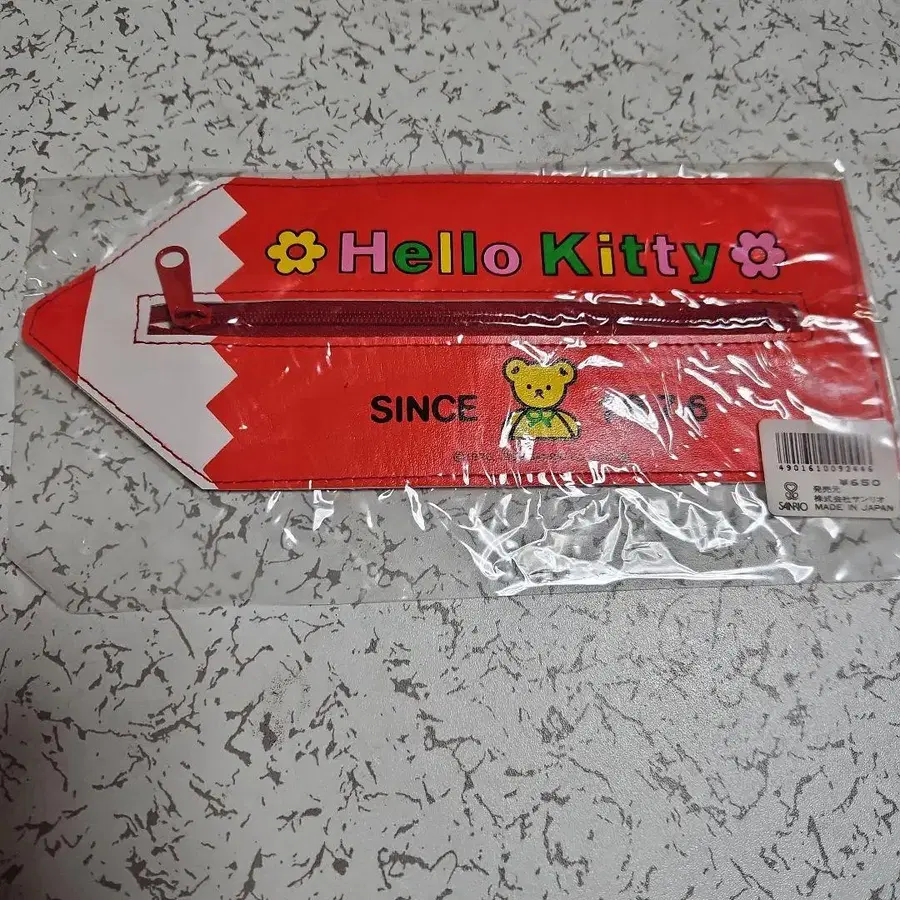 Hello Kitty
SINCE 1976
4901610092446
¥650
発売元
株式会社サンリオ
SANRIO
MADE IN JAPAN